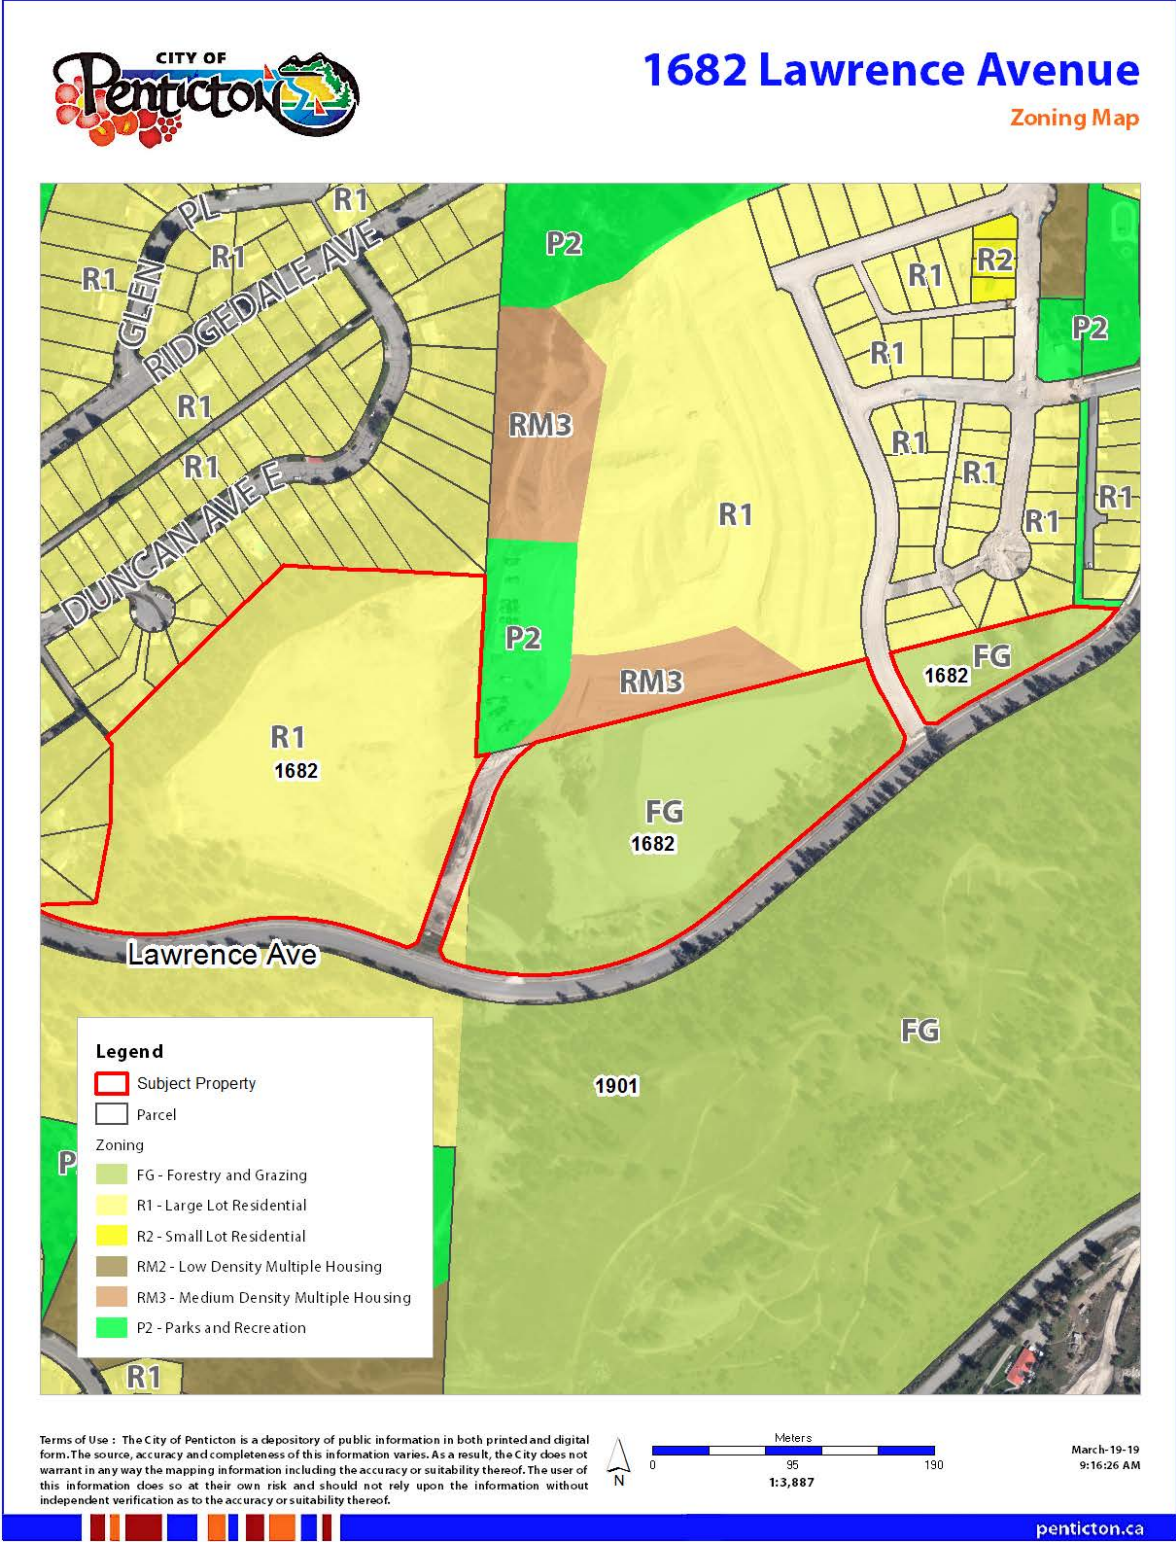 CITY OF
Penticton
1682 Lawrence Avenue
Zoning Map
R1
PL
P2
R1
R1
RIDGEDALE AVE
GLEN
R1
R2
P2
R1
R1
RM3
R1
R1
R1
R1
R1
R1
DUNCAN AVE E
P2
FG
1682
RM3
R1
1682
FG
1682
Lawrence Ave
FG
1901
Legend
Subject Property
Parcel
Zoning
P
FG - Forestry and Grazing
R1 - Large Lot Residential
R2 - Small Lot Residential
RM2 - Low Density Multiple Housing
RM3 - Medium Density Multiple Housing
P2 - Parks and Recreation
R1
Terms of Use : The City of Penticton is a depository of public information in both printed and digital
form. The source, accuracy and completeness of this information varies. As a result, the City does not
warrant in any way the mapping information including the accuracy or suitability thereof. The user of
this information does so at their own risk and should not rely upon the information without
independent verification as to the accuracy or suitability thereof.
N
Meters
0 95 190
1:3,887
March-19-19
9:16:26 AM
penticton.ca